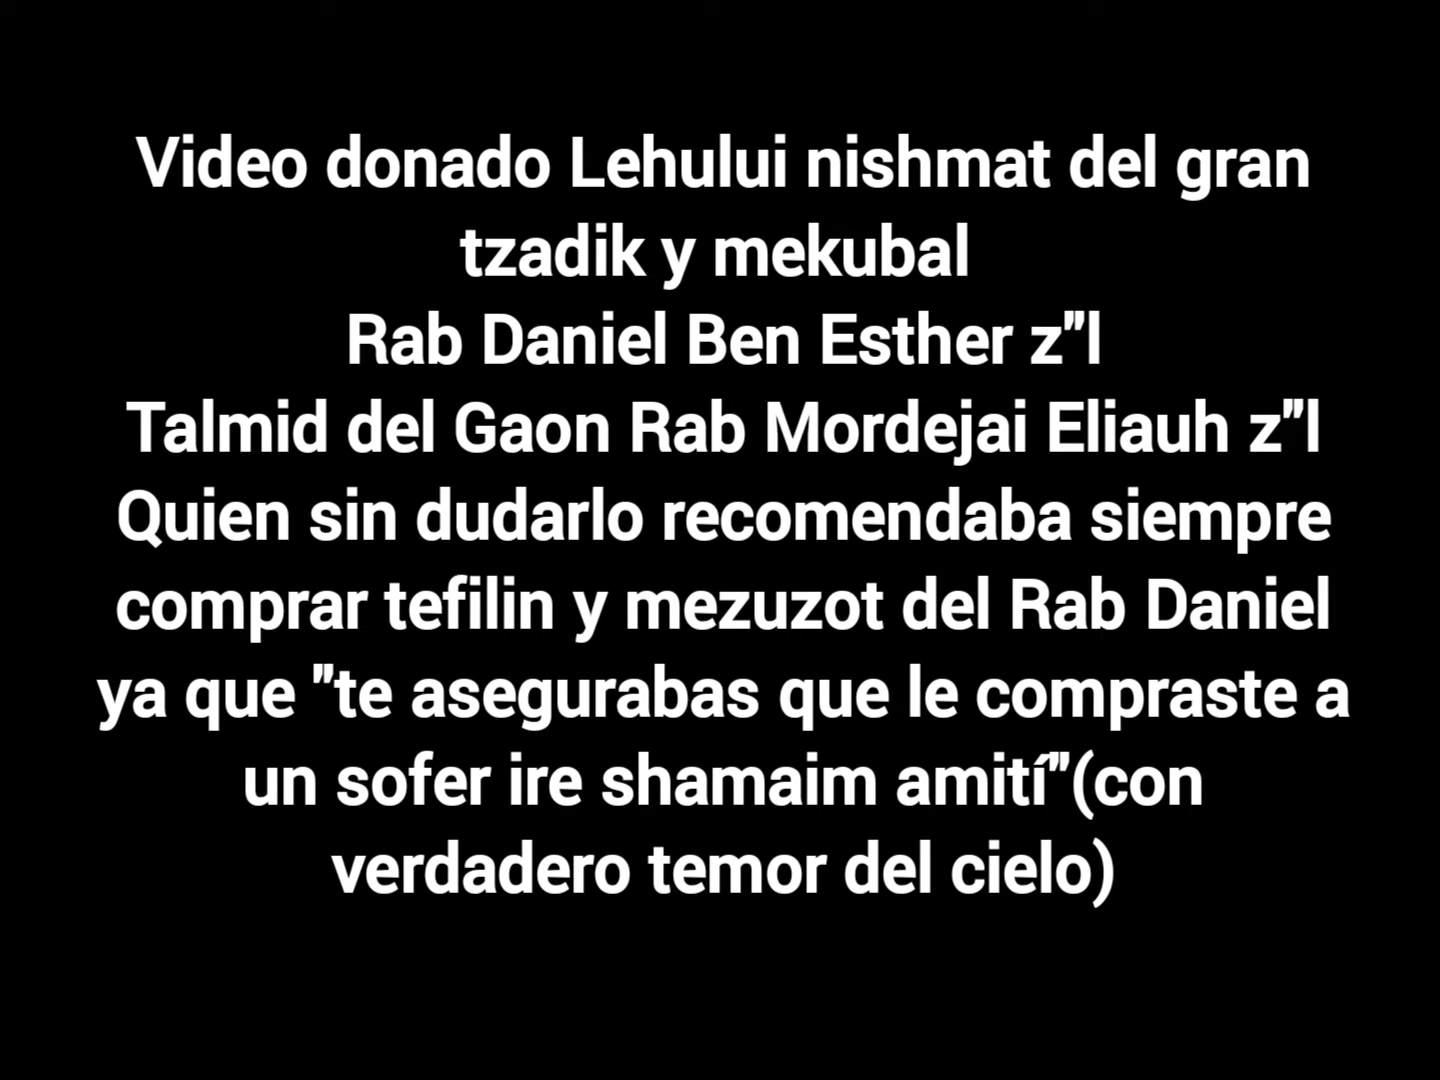 Video donado Lehului nishmat del gran
tzadik y mekubal
Rab Daniel Ben Esther z"l
Talmid del Gaon Rab Mordejai Eliauh z"l
Quien sin dudarlo recomendaba siempre
comprar tefilin y mezuzot del Rab Daniel
ya que "te asegurabas que le compraste a
un sofer ire shamaim amití"(con
verdadero temor del cielo)